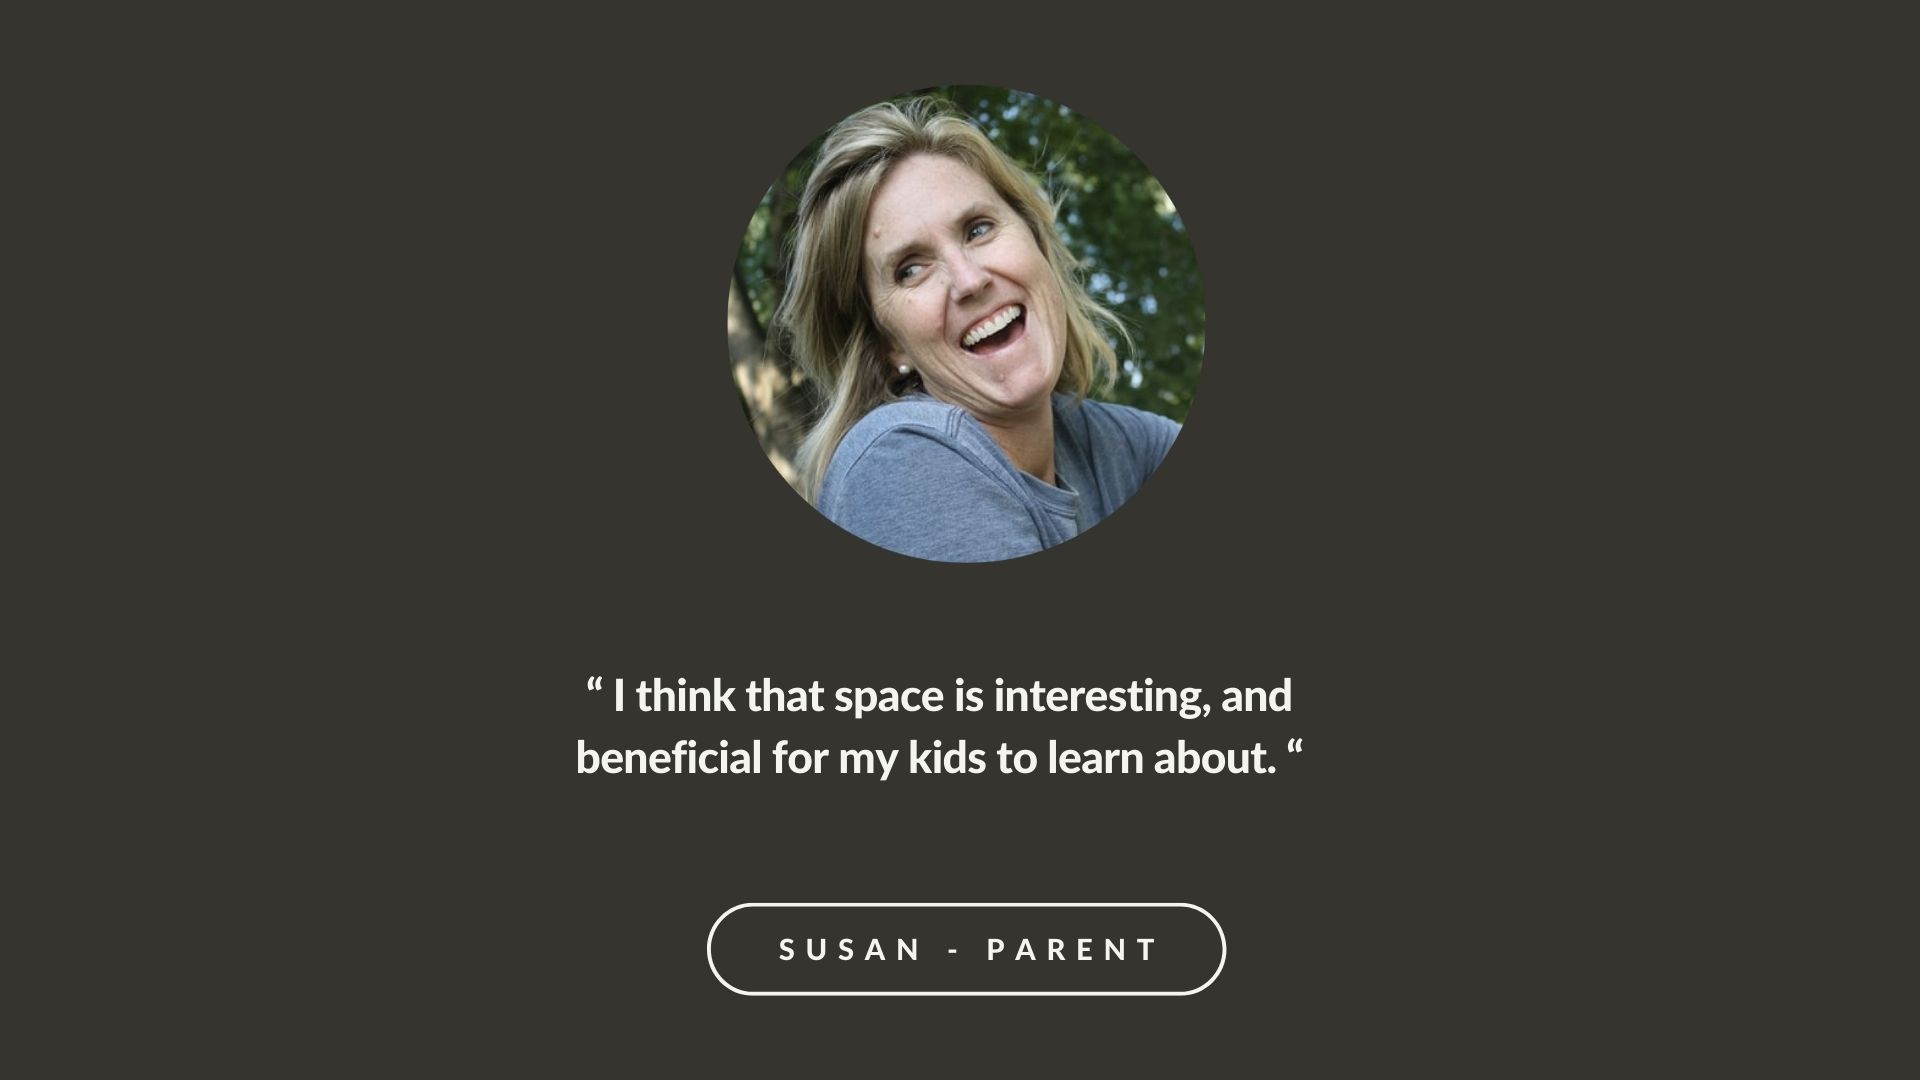 “ I think that space is interesting, and
beneficial for my kids to learn about. “
SUSAN - PARENT